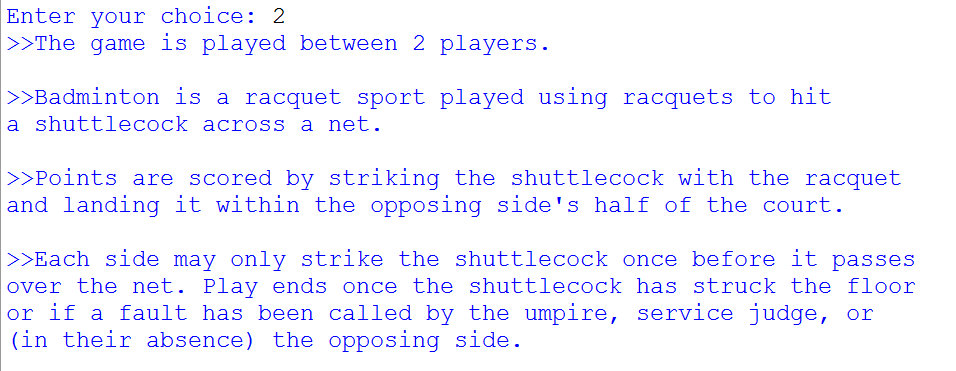 Enter your choice: 2
>>The game is played between 2 players.
>>Badminton is a racquet sport played using racquets to hit
a shuttlecock across a net.
>>Points are scored by striking the shuttlecock with the racquet
and landing it within the opposing side's half of the court.
>>Each side may only strike the shuttlecock once before it passes
over the net. Play ends once the shuttlecock has struck the floor
or if a fault has been called by the umpire, service judge, or
(in their absence) the opposing side.